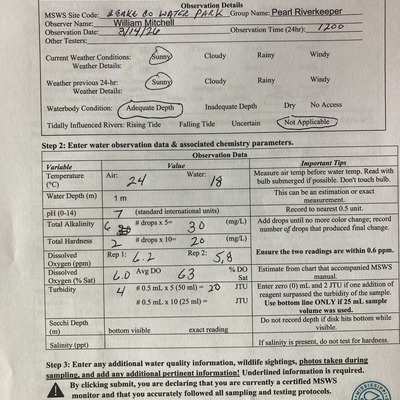 Observation Details
MSWS Site Code: Group Name: Pearl Riverkeeper
Observer Name: William Mitchell
Observation Date: 3/14/26 Observation Time (24hr): 1200
Other Testers:
Current Weather Conditions: Sunny Cloudy Rainy Windy
Weather Details:
Weather previous 24-hr: Sunny Cloudy Rainy Windy
Weather Details:
Waterbody Condition: Adequate Depth Inadequate Depth Dry No Access
Tidally Influenced Rivers: Rising Tide Falling Tide Uncertain Not Applicable
Step 2: Enter water observation data & associated chemistry parameters.
Observation Data
Variable Value Important Tips
Temperature (°C) Air: 24 Water: 18 Measure air temp before water temp. Read with bulb submerged if possible. Don't touch bulb.
Water Depth (m) 1 m This can be an estimation or exact measurement.
pH (0-14) 7 (standard international units) Record to nearest 0.5 unit.
Total Alkalinity 6 # drops x 5= 30 (mg/L) Add drops until no more color change; record number of drops that produced final change.
Total Hardness 2 # drops x 10= 20 (mg/L)
Dissolved Oxygen (ppm) Rep 1: 6.2 Rep 2: 5.8 Ensure the two readings are within 0.6 ppm.
Dissolved Oxygen (% Sat) 6.0 Avg DO 63 % DO Sat Estimate from chart that accompanied MSWS manual.
Turbidity 4 # 0.5 mL x 5 (50 ml) = 20 JTU Enter zero (0) mL and 2 JTU if one addition of reagent surpassed the turbidity of the sample.
# 0.5 mL x 10 (25 ml) = JTU Use bottom line ONLY if 25 mL sample volume was used.
Secchi Depth (m) bottom visible exact reading Do not record depth if disk hits bottom while visible.
Salinity (ppt) If salinity is present, do not test for hardness.
Step 3: Enter any additional water quality information, wildlife sightings, photos taken during
sampling, and add any additional pertinent information! Underlined information is required.
By clicking submit, you are declaring that you are currently a certified MSWS
monitor and that you accurately followed all sampling and testing protocols.